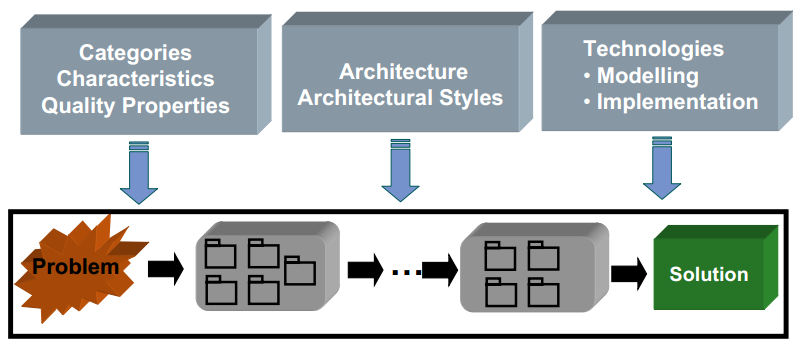 Categories
Characteristics
Quality Properties
Architecture
Architectural Styles
Technologies
• Modelling
• Implementation
Problem
...
Solution